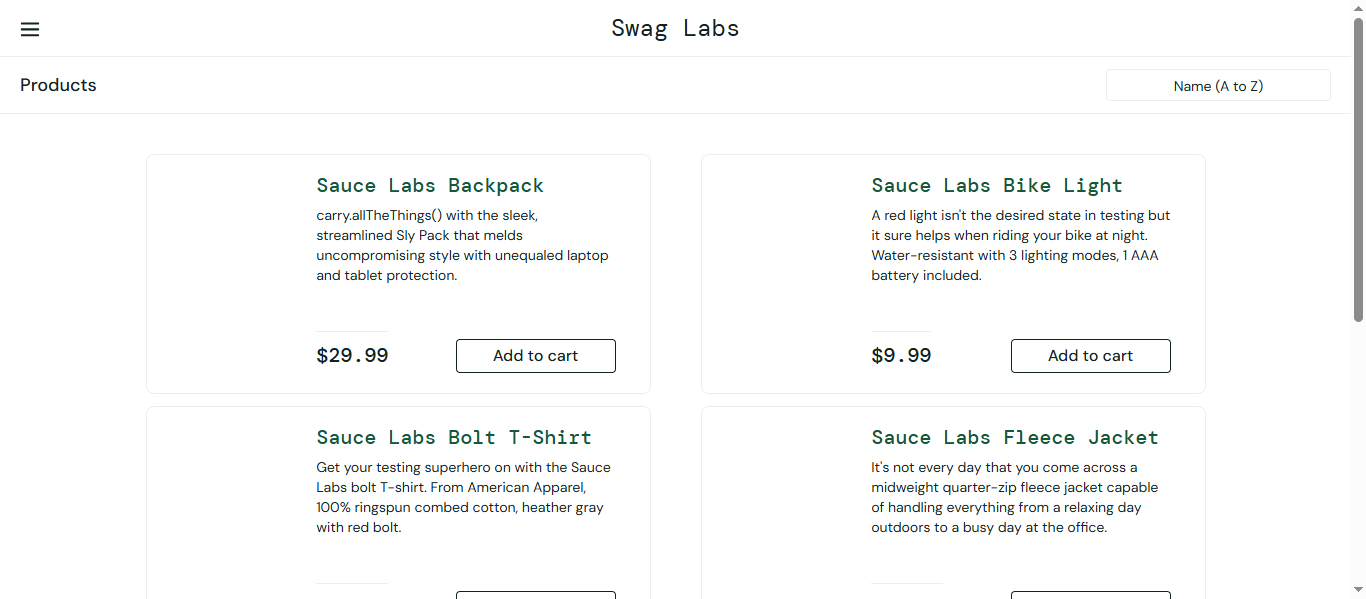 Swag Labs
Products
Name (A to Z)
Sauce Labs Backpack
carry.allTheThings() with the sleek,
streamlined Sly Pack that melds
uncompromising style with unequaled laptop
and tablet protection.
$29.99
Add to cart
Sauce Labs Bike Light
A red light isn't the desired state in testing but
it sure helps when riding your bike at night.
Water-resistant with 3 lighting modes, 1 AAA
battery included.
$9.99
Add to cart
Sauce Labs Bolt T-Shirt
Get your testing superhero on with the Sauce
Labs bolt T-shirt. From American Apparel,
100% ringspun combed cotton, heather gray
with red bolt.
Sauce Labs Fleece Jacket
It's not every day that you come across a
midweight quarter-zip fleece jacket capable
of handling everything from a relaxing day
outdoors to a busy day at the office.